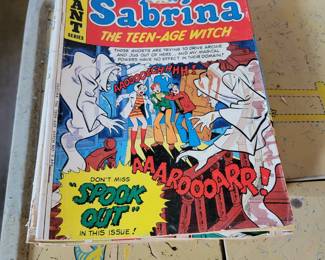 ANT
SERIES
Sabrina
THE TEEN-AGE WITCH
THOSE GHOSTS ARE TRYING TO DRIVE ARCHIE
AND JUG OUT OF HERE... AND MY MAGICAL
POWERS HAVE NO EFFECT IN THEIR DOMAIN!
AAAROOOARR!
DON'T MISS
"SPOOK
OUT"
IN THIS ISSUE!